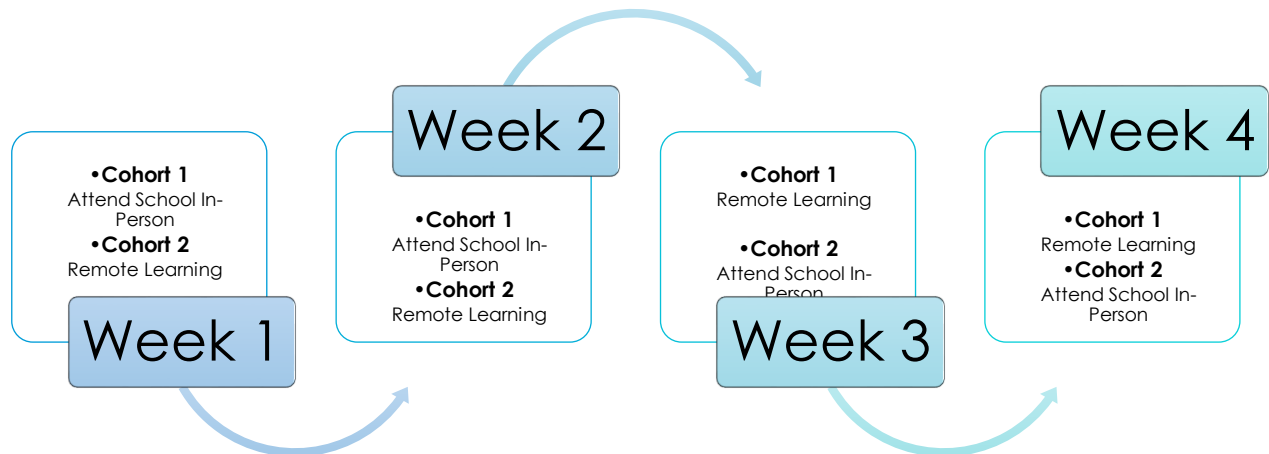 •Cohort 1
Attend School In-
Person
•Cohort 2
Remote Learning
Week 1
Week 2
•Cohort 1
Attend School In-
Person
•Cohort 2
Remote Learning
•Cohort 1
Remote Learning
•Cohort 2
Attend School In-
Person
Week 3
Week 4
•Cohort 1
Remote Learning
•Cohort 2
Attend School In-
Person